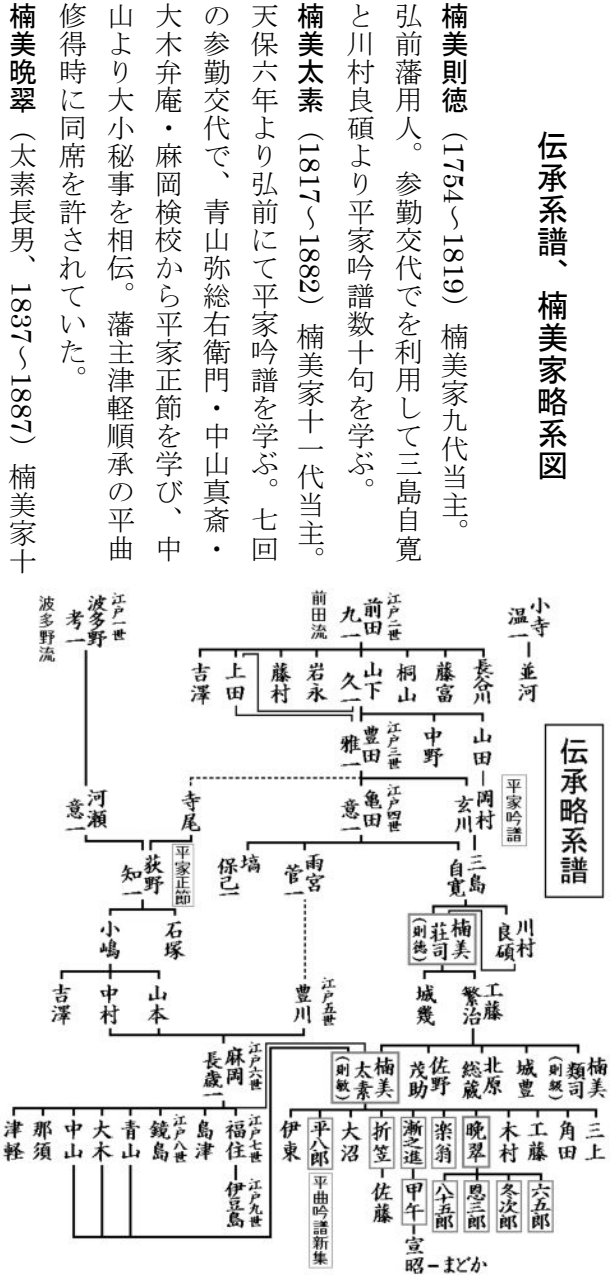 伝承系譜、楠美家略系図
楠美則徳（1754～1819）楠美家九代当主。
弘前藩用人。参勤交代でを利用して三島自寛
と川村良碩より平家吟譜数十句を学ぶ。
楠美太素（1817～1882）楠美家十一代当主。
天保六年より弘前にて平家吟譜を学ぶ。七回
の参勤交代で、青山弥総右衛門・中山真斎・
大木弁庵・麻岡検校から平家正節を学び、中
山より大小秘事を相伝。藩主津軽順承の平曲
修得時に同席を許されていた。
楠美晩翠（太素長男、1837～1887）楠美家十
伝承略系譜
小寺温一
並河
江戸二世
前田九一
前田流
江戸一世
波多野考一
波多野流
長谷川
藤富
桐山
山下久一
岩永
藤村
上田
吉澤
山田
中野
江戸三世
豊田雅一
岡村
平家吟譜
玄川
江戸四世
亀田意一
寺尾
河瀬意一
三島自寛
雨宮管一
塙保己一
平家正節
荻野知一
川村良碩
楠美荘司
（則徳）
石塚
小嶋
工藤繁治
城幾
江戸五世
豊川
山本
中村
吉澤
江戸六世
麻岡長歳一
楠美類司
（則綴）
城豊
北原総蔵
佐野茂助
楠美太素
（則敏）
三上
角田
工藤
木村
晩翠
楽翁
漸之進
折笠
大沼
平八郎
伊東
江戸七世
福住
島津
江戸八世
鏡島
青山
大木
中山
那須
津軽
六五郎
冬次郎
恩三郎
八十五郎
甲午
佐藤
平曲吟譜新集
江戸九世
伊豆島
宣昭－まどか